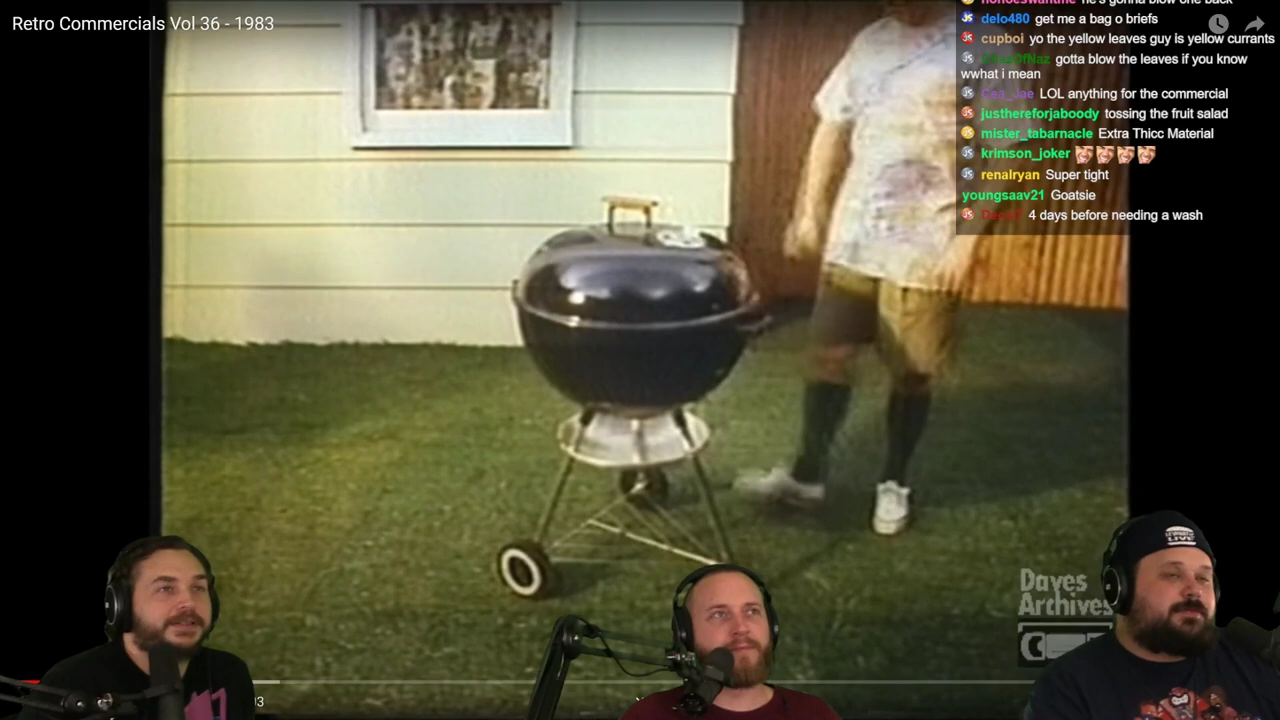 Retro Commercials Vol 36 - 1983
delo480 get me a bag o briefs
cupboi yo the yellow leaves guy is yellow currants
gotta blow the leaves if you know
wwhat i mean
Cea_Jae LOL anything for the commercial
justhereforjaboody tossing the fruit salad
mister_tabarnacle Extra Thicc Material
krimson_joker
renalryan Super tight
youngsaav21 Goatsie
4 days before needing a wash
LIVE!
Daves
Archives